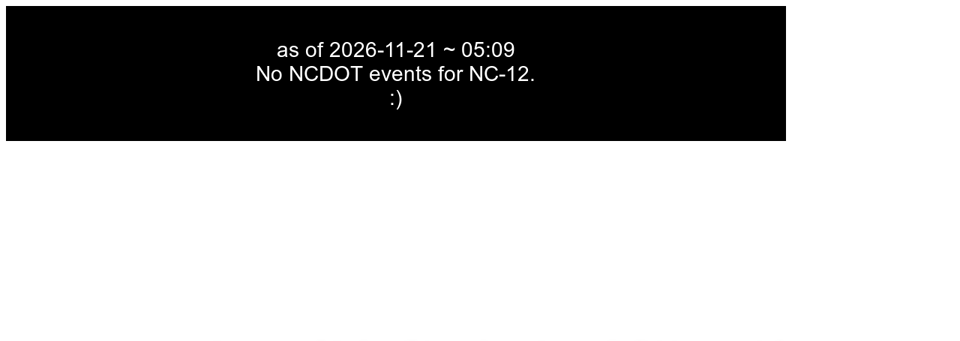 as of 2026-11-21 ~ 05:09
No NCDOT events for NC-12.
:)